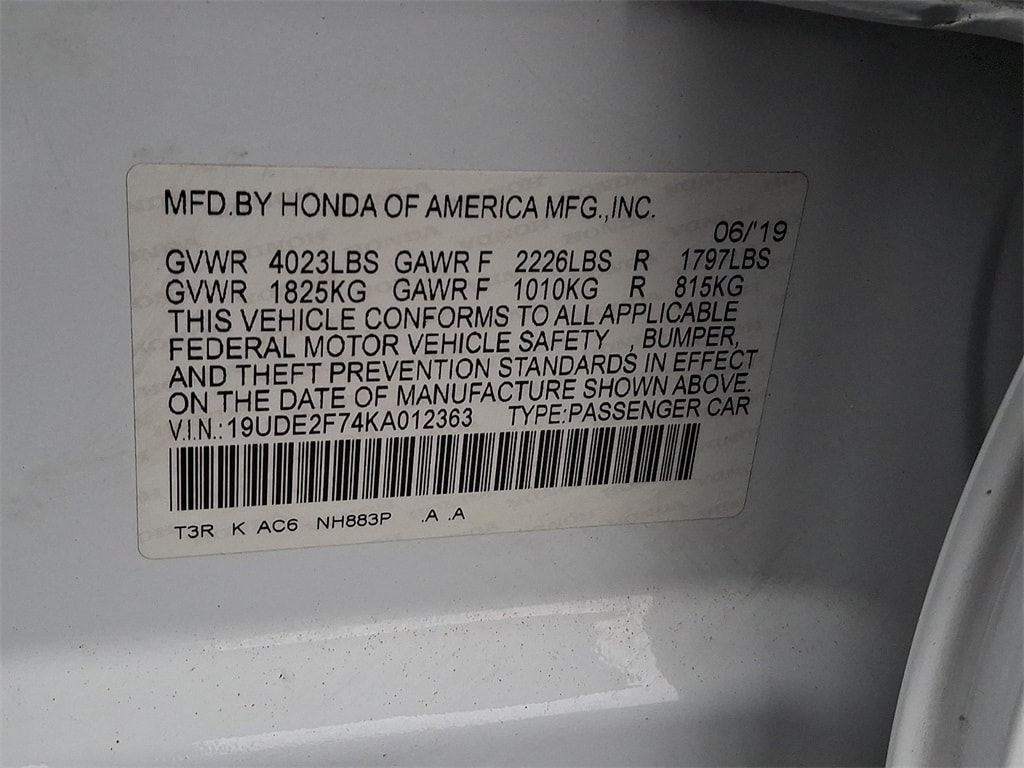 MFD.BY HONDA OF AMERICA MFG.,INC.
06/'19
GVWR 4023LBS GAWR F 2226LBS R 1797LBS
GVWR 1825KG GAWR F 1010KG R 815KG
THIS VEHICLE CONFORMS TO ALL APPLICABLE
FEDERAL MOTOR VEHICLE SAFETY , BUMPER,
AND THEFT PREVENTION STANDARDS IN EFFECT
ON THE DATE OF MANUFACTURE SHOWN ABOVE.
V.I.N.: 19UDE2F74KA012363 TYPE:PASSENGER CAR
T3R K AC6 NH883P .A .A